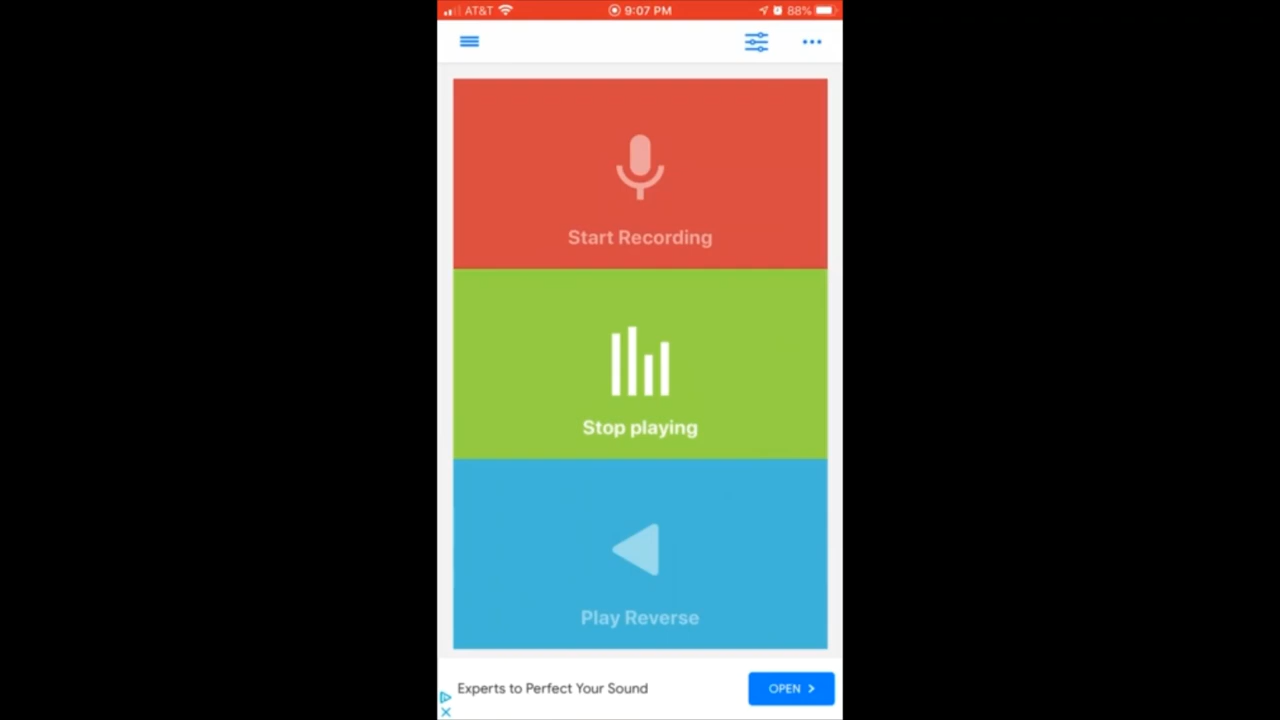 AT&T 9:07 PM 88%
Start Recording
Stop playing
Play Reverse
Experts to Perfect Your Sound
OPEN